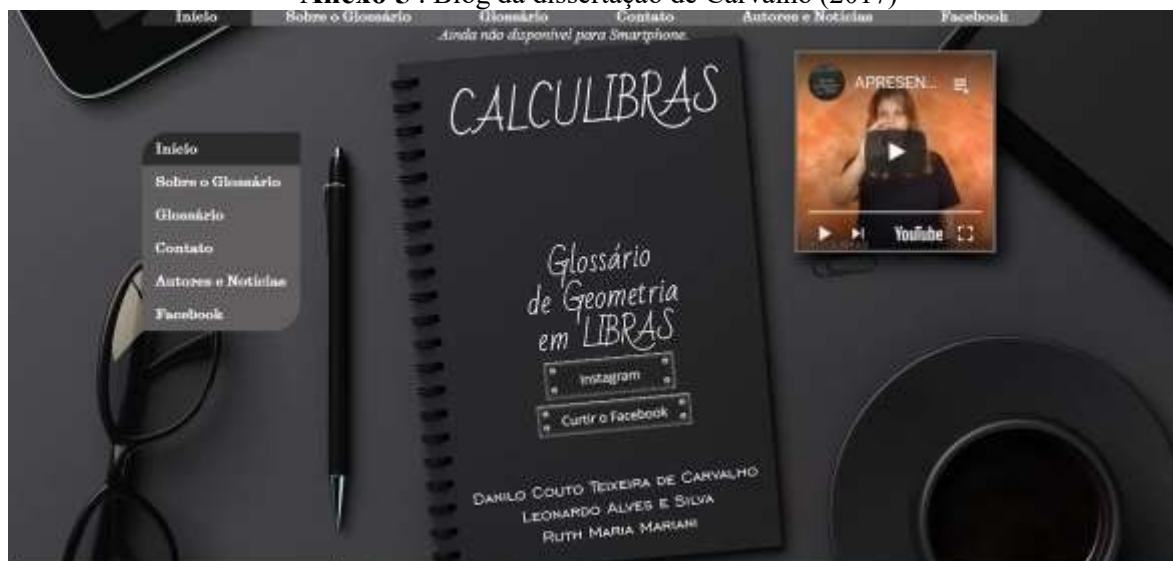 Anexo 3 . Blog da dissertação de Carvalho (2017)
Início Sobre o Glossário Glossário Contato Autores e Notícias Facebook
Ainda não disponível para Smartphone.
CALCULIBRAS
APRESEN...
Início
Sobre o Glossário
Glossário
Contato
Autores e Notícias
Facebook
YouTube
Glossário
de Geometria
em LIBRAS
Instagram
Curtir o Facebook
DANILO COUTO TEIXEIRA DE CARVALHO
LEONARDO ALVES E SILVA
RUTH MARIA MARIANI